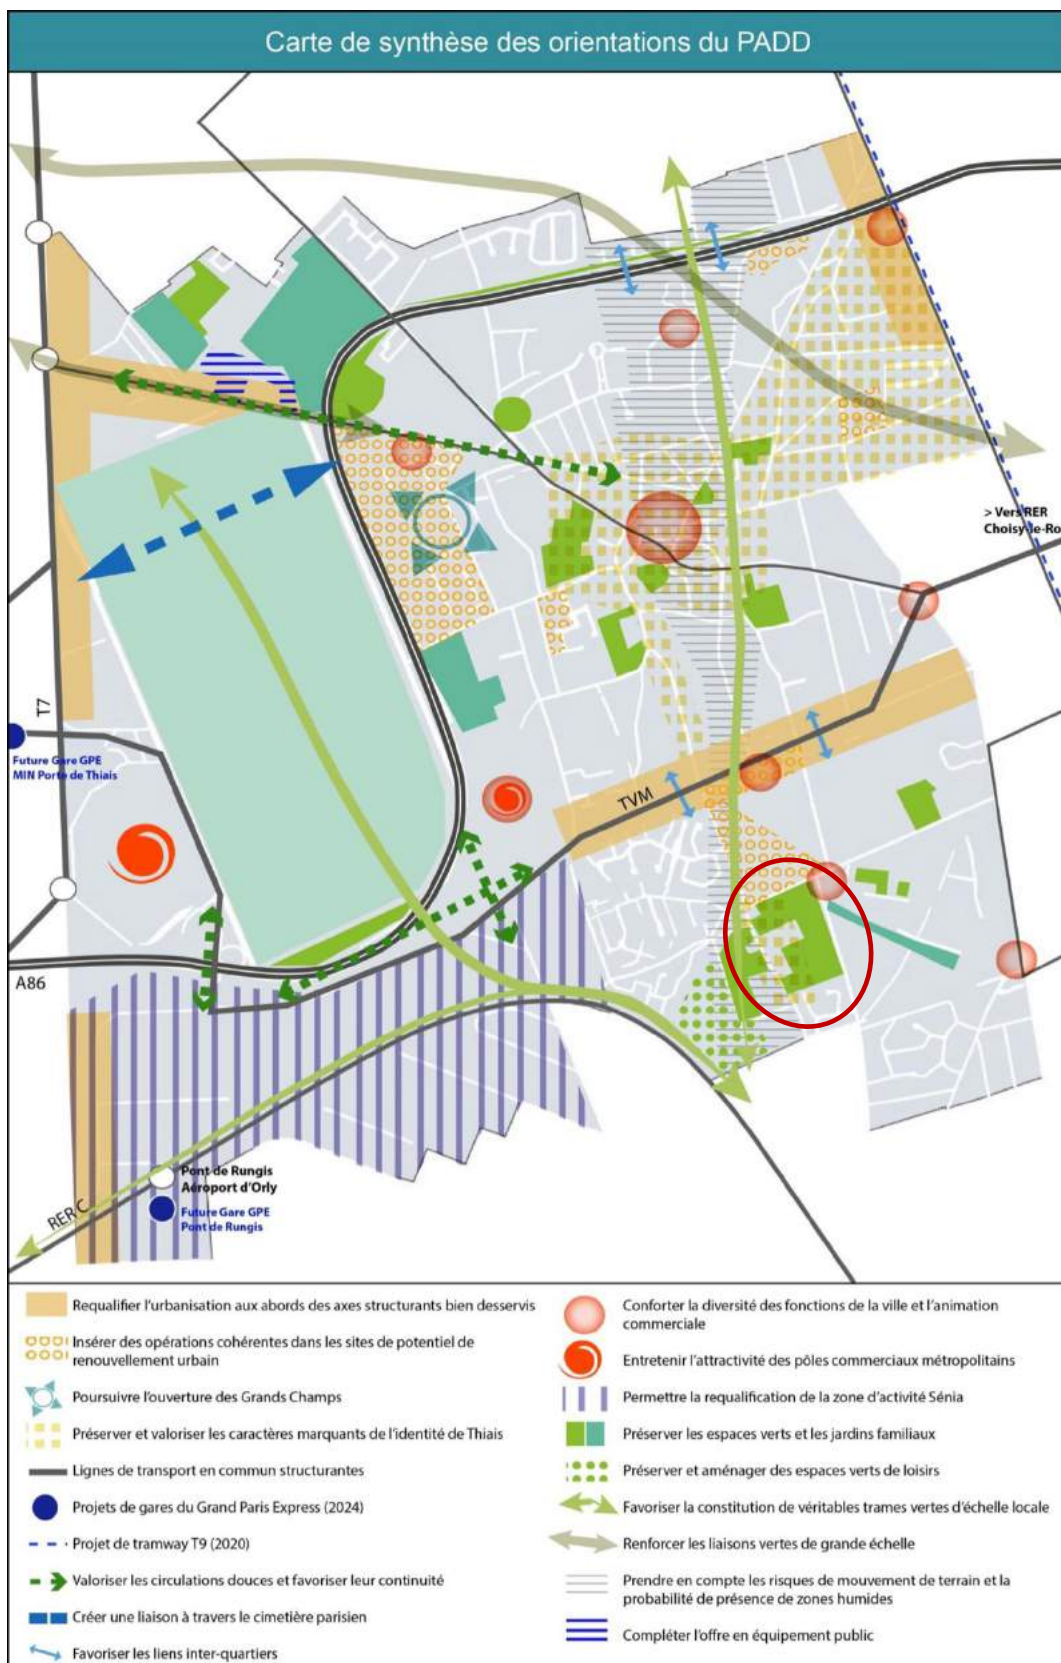 Carte de synthèse des orientations du PADD
> Vers RER
Choisy-le-Ro
T7
Future Gare GPE
MIN Porte de Thiais
TVM
A86
Pont de Rungis
Aéroport d'Orly
Future Gare GPE
Pont de Rungis
RER C
Requalifier l'urbanisation aux abords des axes structurants bien desservis
Insérer des opérations cohérentes dans les sites de potentiel de
renouvellement urbain
Poursuivre l'ouverture des Grands Champs
Préserver et valoriser les caractères marquants de l'identité de Thiais
Lignes de transport en commun structurantes
Projets de gares du Grand Paris Express (2024)
Projet de tramway T9 (2020)
Valoriser les circulations douces et favoriser leur continuité
Créer une liaison à travers le cimetière parisien
Favoriser les liens inter-quartiers
Conforter la diversité des fonctions de la ville et l'animation
commerciale
Entretenir l'attractivité des pôles commerciaux métropolitains
Permettre la requalification de la zone d'activité Sénia
Préserver les espaces verts et les jardins familiaux
Préserver et aménager des espaces verts de loisirs
Favoriser la constitution de véritables trames vertes d'échelle locale
Renforcer les liaisons vertes de grande échelle
Prendre en compte les risques de mouvement de terrain et la
probabilité de présence de zones humides
Compléter l'offre en équipement public